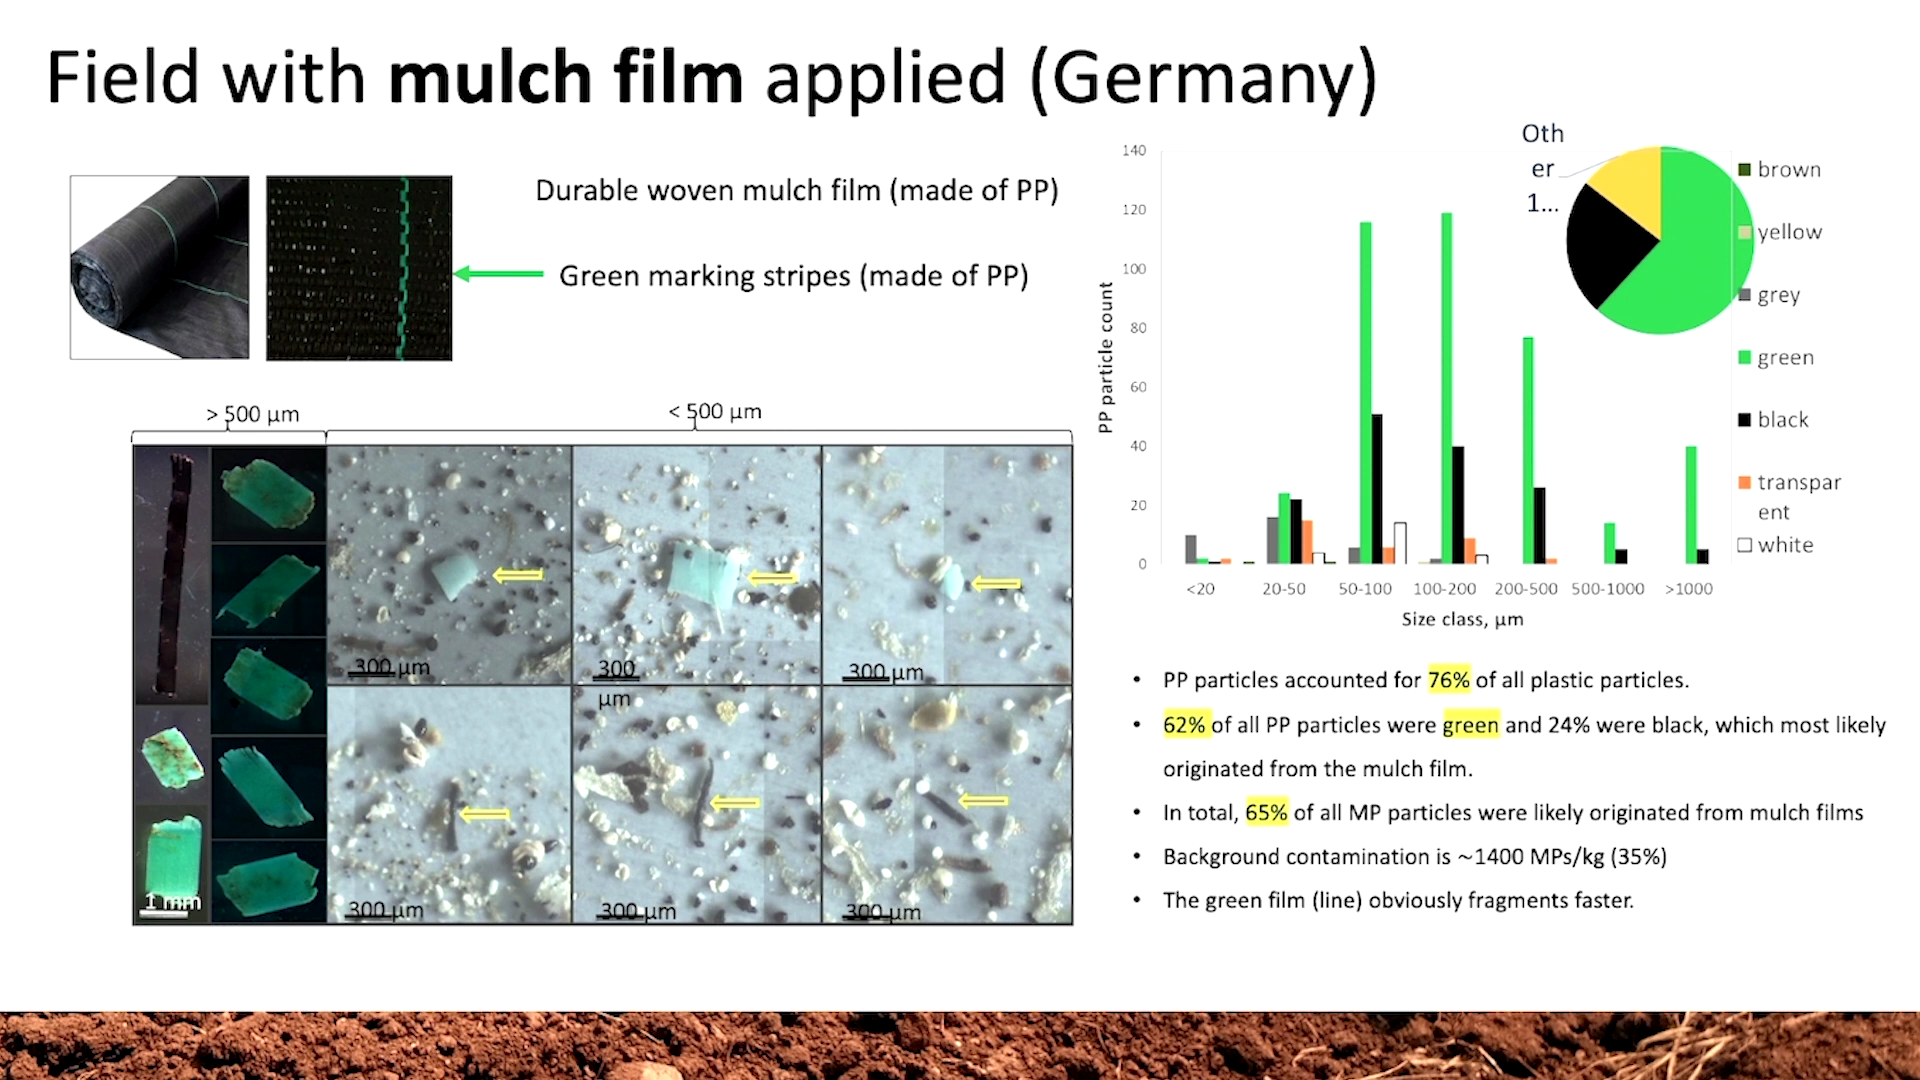 Field with mulch film applied (Germany)
Durable woven mulch film (made of PP)
Green marking stripes (made of PP)
> 500 µm
< 500 µm
300 µm
300
µm
300 µm
300 µm
300 µm
300 µm
1 mm
PP particle count
140
120
100
80
60
40
20
0
<20
20-50
50-100
100-200
200-500
500-1000
>1000
Size class, µm
Oth
er
1...
brown
yellow
grey
green
black
transpar
ent
white
• PP particles accounted for 76% of all plastic particles.
• 62% of all PP particles were green and 24% were black, which most likely
originated from the mulch film.
• In total, 65% of all MP particles were likely originated from mulch films
• Background contamination is ~1400 MPs/kg (35%)
• The green film (line) obviously fragments faster.